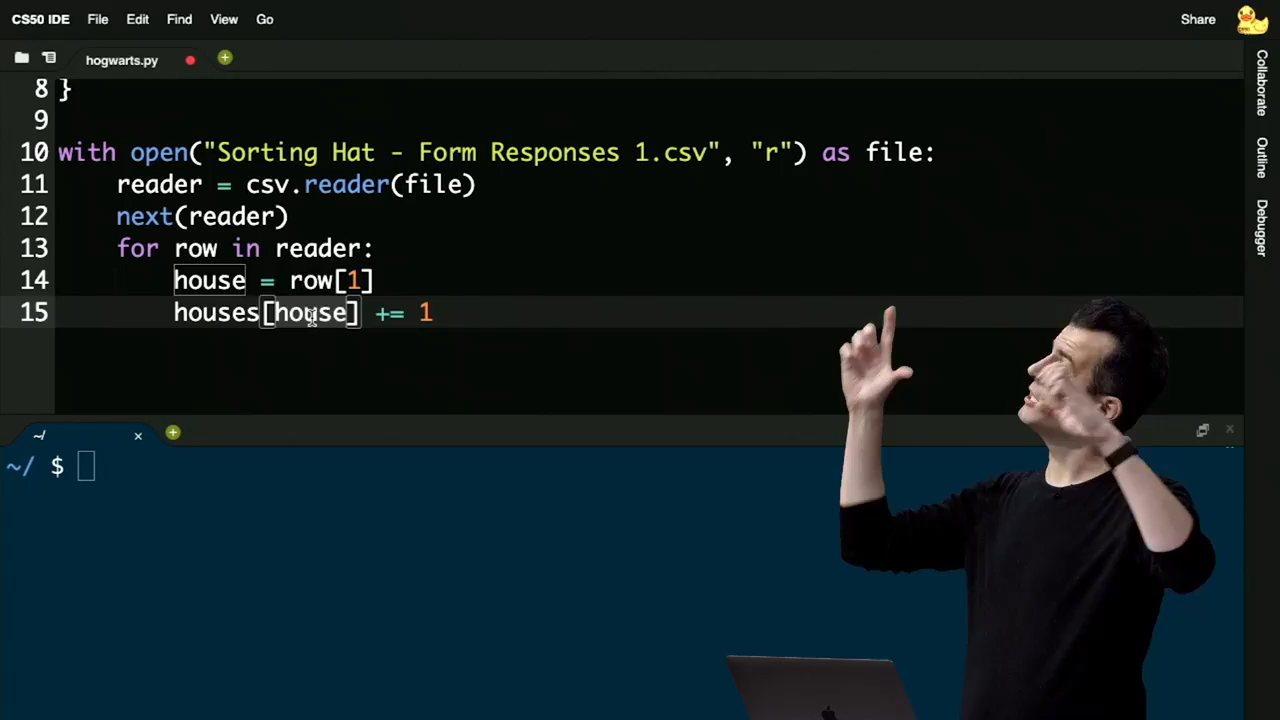 CS50 IDE File Edit Find View Go Share
hogwarts.py
8 }
9
10 with open("Sorting Hat - Form Responses 1.csv", "r") as file:
11 reader = csv.reader(file)
12 next(reader)
13 for row in reader:
14 house = row[1]
15 houses[house] += 1
~/
~/ $
Collaborate
Outline
Debugger